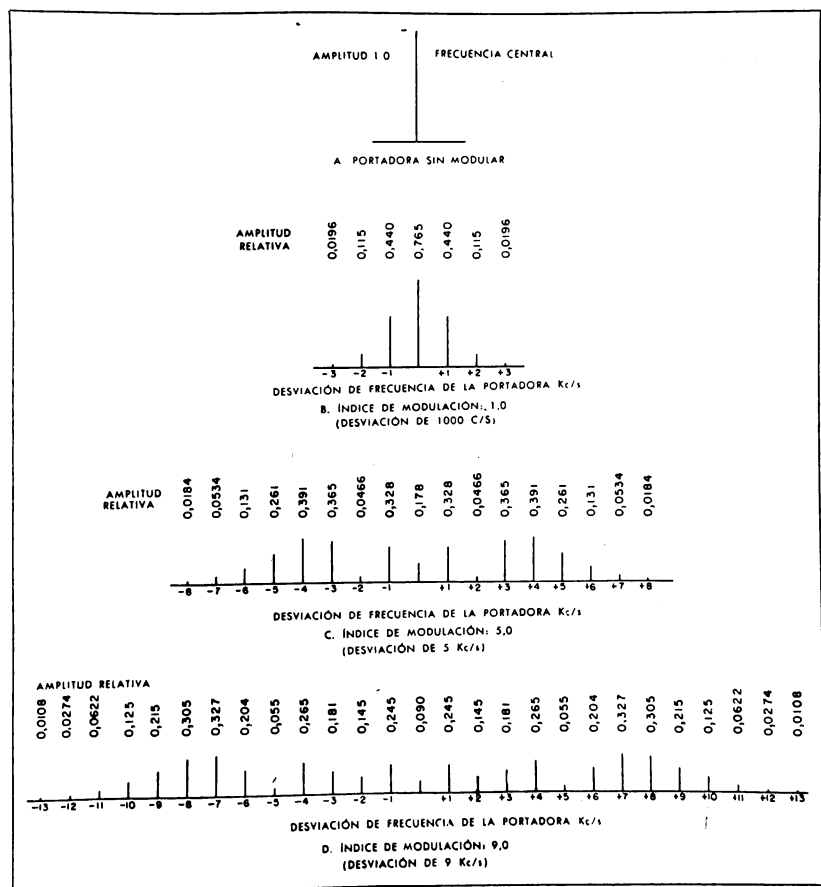 AMPLITUD 1 0 FRECUENCIA CENTRAL
A PORTADORA SIN MODULAR
AMPLITUD
RELATIVA
0,0196 0,115 0,440 0,765 0,440 0,115 0,0196
-3 -2 -1 +1 +2 +3
DESVIACIÓN DE FRECUENCIA DE LA PORTADORA Kc/s
B. ÍNDICE DE MODULACIÓN: 1,0
(DESVIACIÓN DE 1000 C/S)
AMPLITUD
RELATIVA
0,0184 0,0534 0,131 0,261 0,391 0,365 0,0466 0,328 0,178 0,328 0,0466 0,365 0,391 0,261 0,131 0,0534 0,0184
-8 -7 -6 -5 -4 -3 -2 -1 +1 +2 +3 +4 +5 +6 +7 +8
DESVIACIÓN DE FRECUENCIA DE LA PORTADORA Kc/s
C. ÍNDICE DE MODULACIÓN: 5,0
(DESVIACIÓN DE 5 Kc/s)
AMPLITUD RELATIVA
0,0108 0,0274 0,0622 0,125 0,215 0,305 0,327 0,204 0,055 0,265 0,181 0,145 0,245 0,090 0,245 0,145 0,181 0,265 0,055 0,204 0,327 0,305 0,215 0,125 0,0622 0,0274 0,0108
-13 -12 -11 -10 -9 -8 -7 -6 -5 -4 -3 -2 -1 +1 +2 +3 +4 +5 +6 +7 +8 +9 +10 +11 +12 +13
DESVIACIÓN DE FRECUENCIA DE LA PORTADORA Kc/s
D. ÍNDICE DE MODULACIÓN: 9,0
(DESVIACIÓN DE 9 Kc/s)